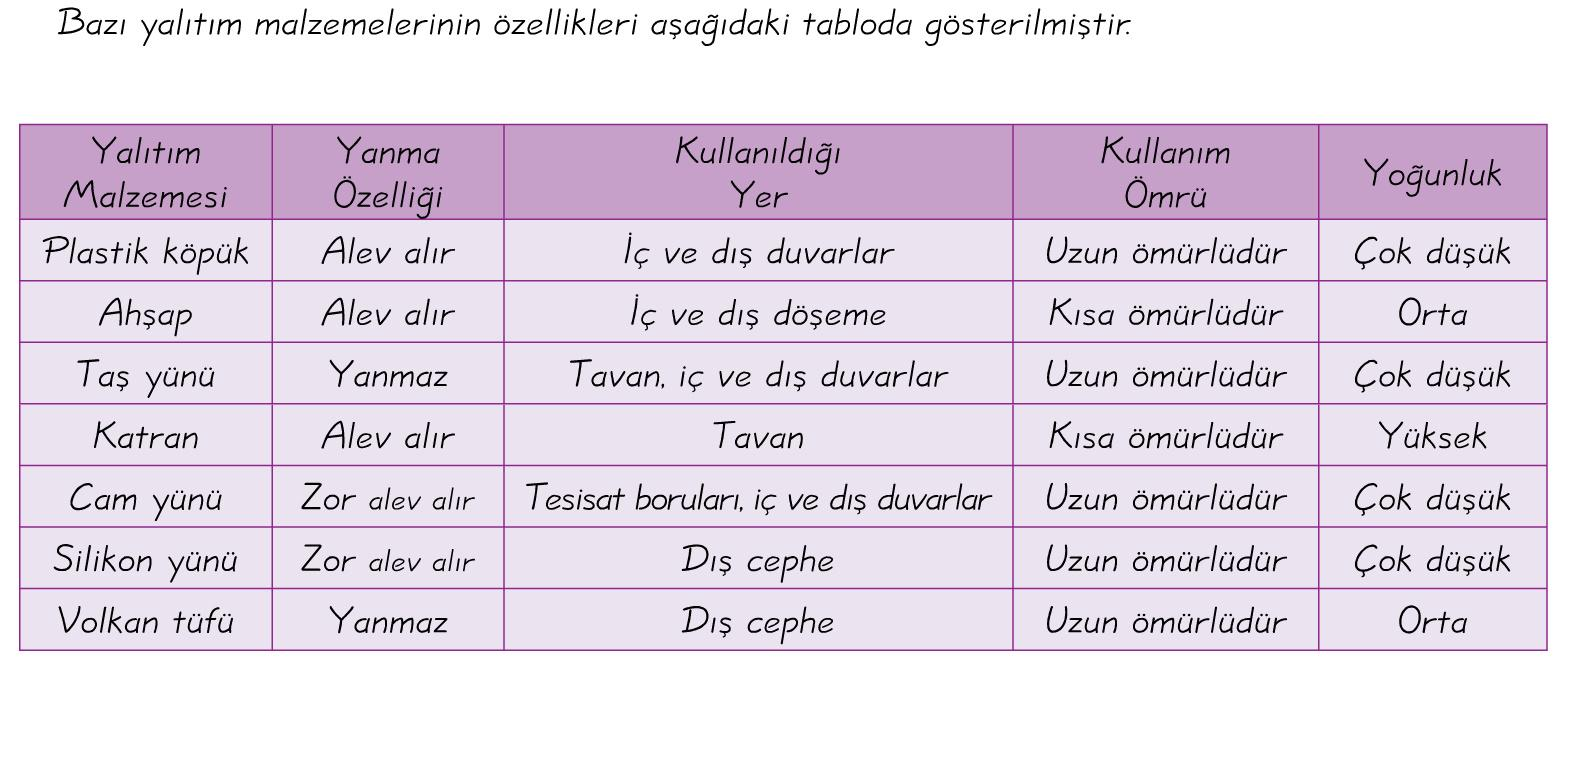 Bazı yalıtım malzemelerinin özellikleri aşağıdaki tabloda gösterilmiştir.
Yalıtım Malzemesi	Yanma Özelliği	Kullanıldığı Yer	Kullanım Ömrü	Yoğunluk
Plastik köpük	Alev alır	İç ve dış duvarlar	Uzun ömürlüdür	Çok düşük
Ahşap	Alev alır	İç ve dış döşeme	Kısa ömürlüdür	Orta
Taş yünü	Yanmaz	Tavan, iç ve dış duvarlar	Uzun ömürlüdür	Çok düşük
Katran	Alev alır	Tavan	Kısa ömürlüdür	Yüksek
Cam yünü	Zor alev alır	Tesisat boruları, iç ve dış duvarlar	Uzun ömürlüdür	Çok düşük
Silikon yünü	Zor alev alır	Dış cephe	Uzun ömürlüdür	Çok düşük
Volkan tüfü	Yanmaz	Dış cephe	Uzun ömürlüdür	Orta